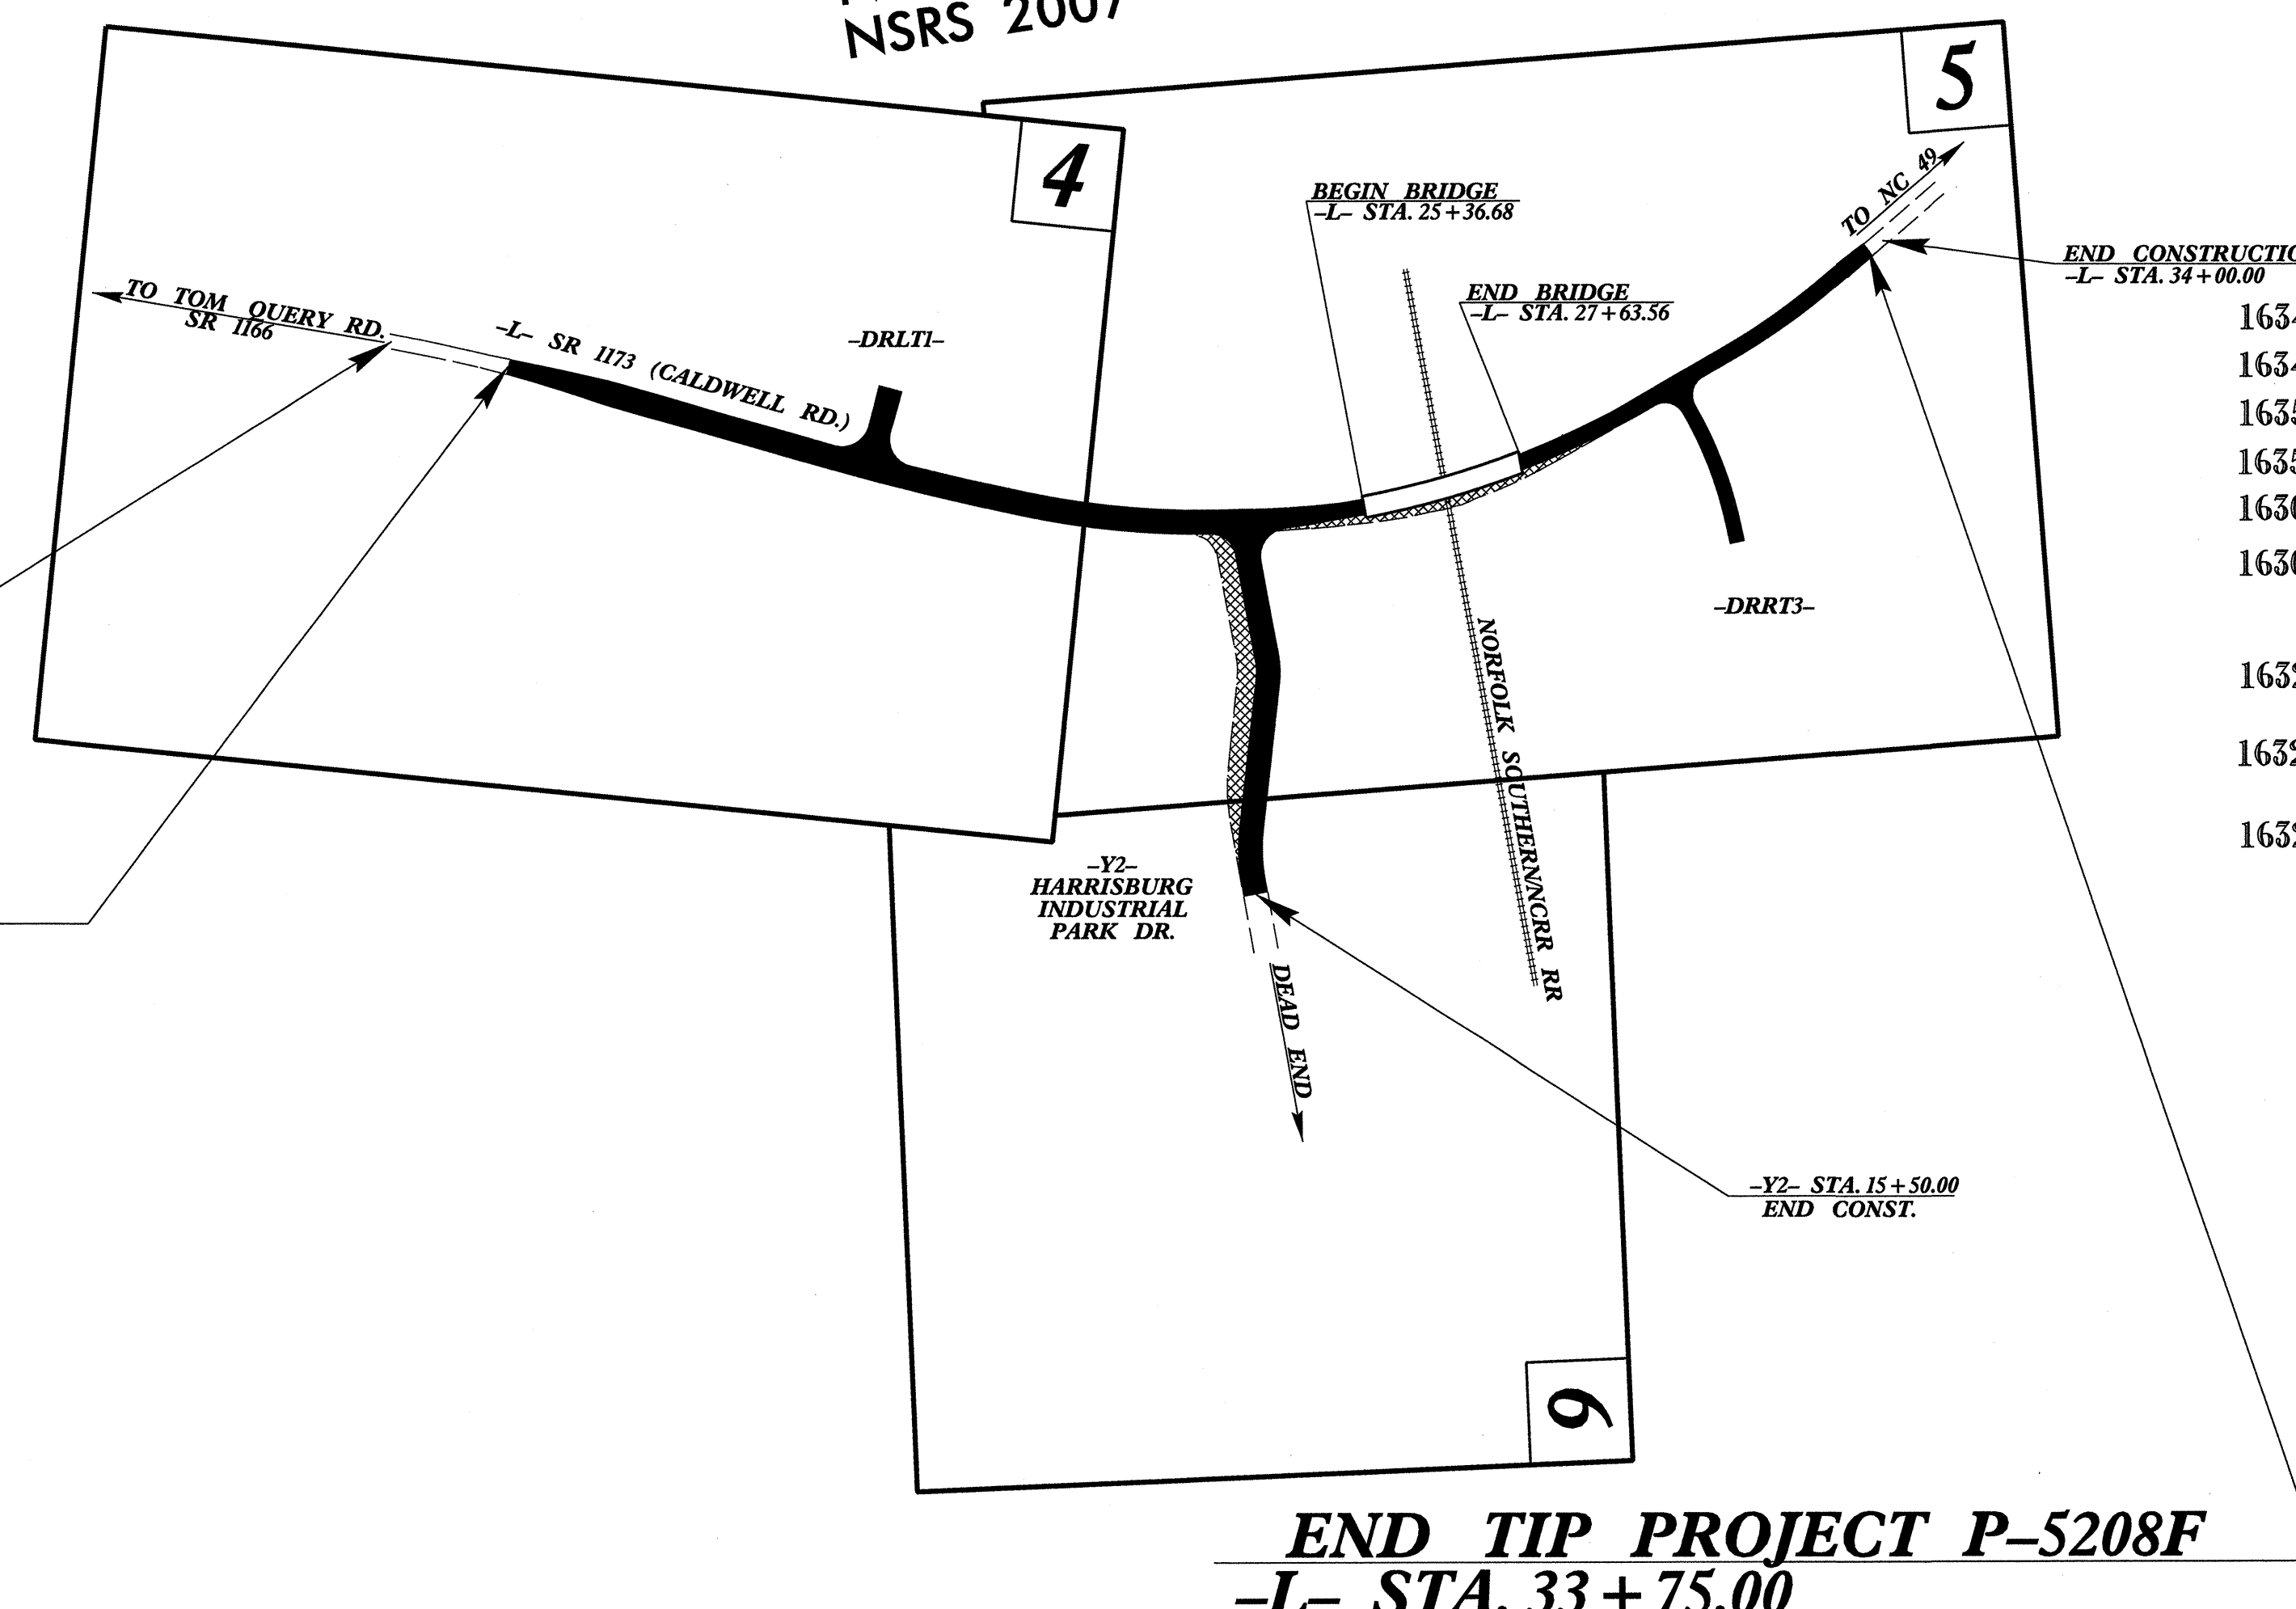 NSRS 2007
5
4
BEGIN BRIDGE
-L- STA. 25+36.68
TO NC 49
END CONSTRUCTIO
-L- STA. 34+00.00
END BRIDGE
-L- STA. 27+63.56
TO TOM QUERY RD.
SR 1166
-L- SR 1173 (CALDWELL RD.)
-DRLT1-
-DRRT3-
NORFOLK SOUTHERN/NCRR RR
-Y2-
HARRISBURG
INDUSTRIAL
PARK DR.
DEAD END
-Y2- STA. 15+50.00
END CONST.
6
END TIP PROJECT P-5208F
-L- STA. 33+75.00